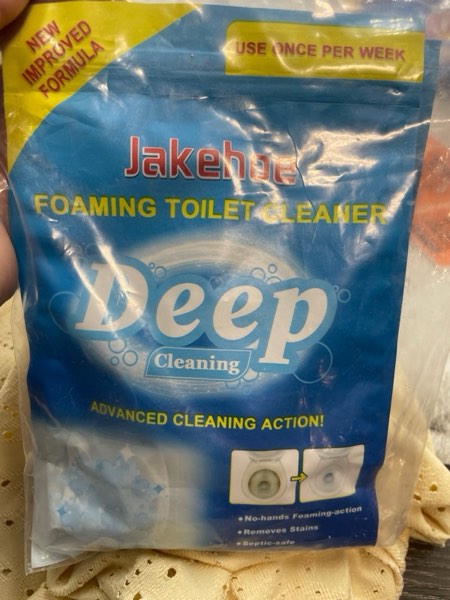 NEW
IMPROVED
FORMULA
USE ONCE PER WEEK
Jakehoe
FOAMING TOILET CLEANER
Deep
Cleaning
ADVANCED CLEANING ACTION!
•No-hands Foaming-action
•Removes Stains
•Septic-safe